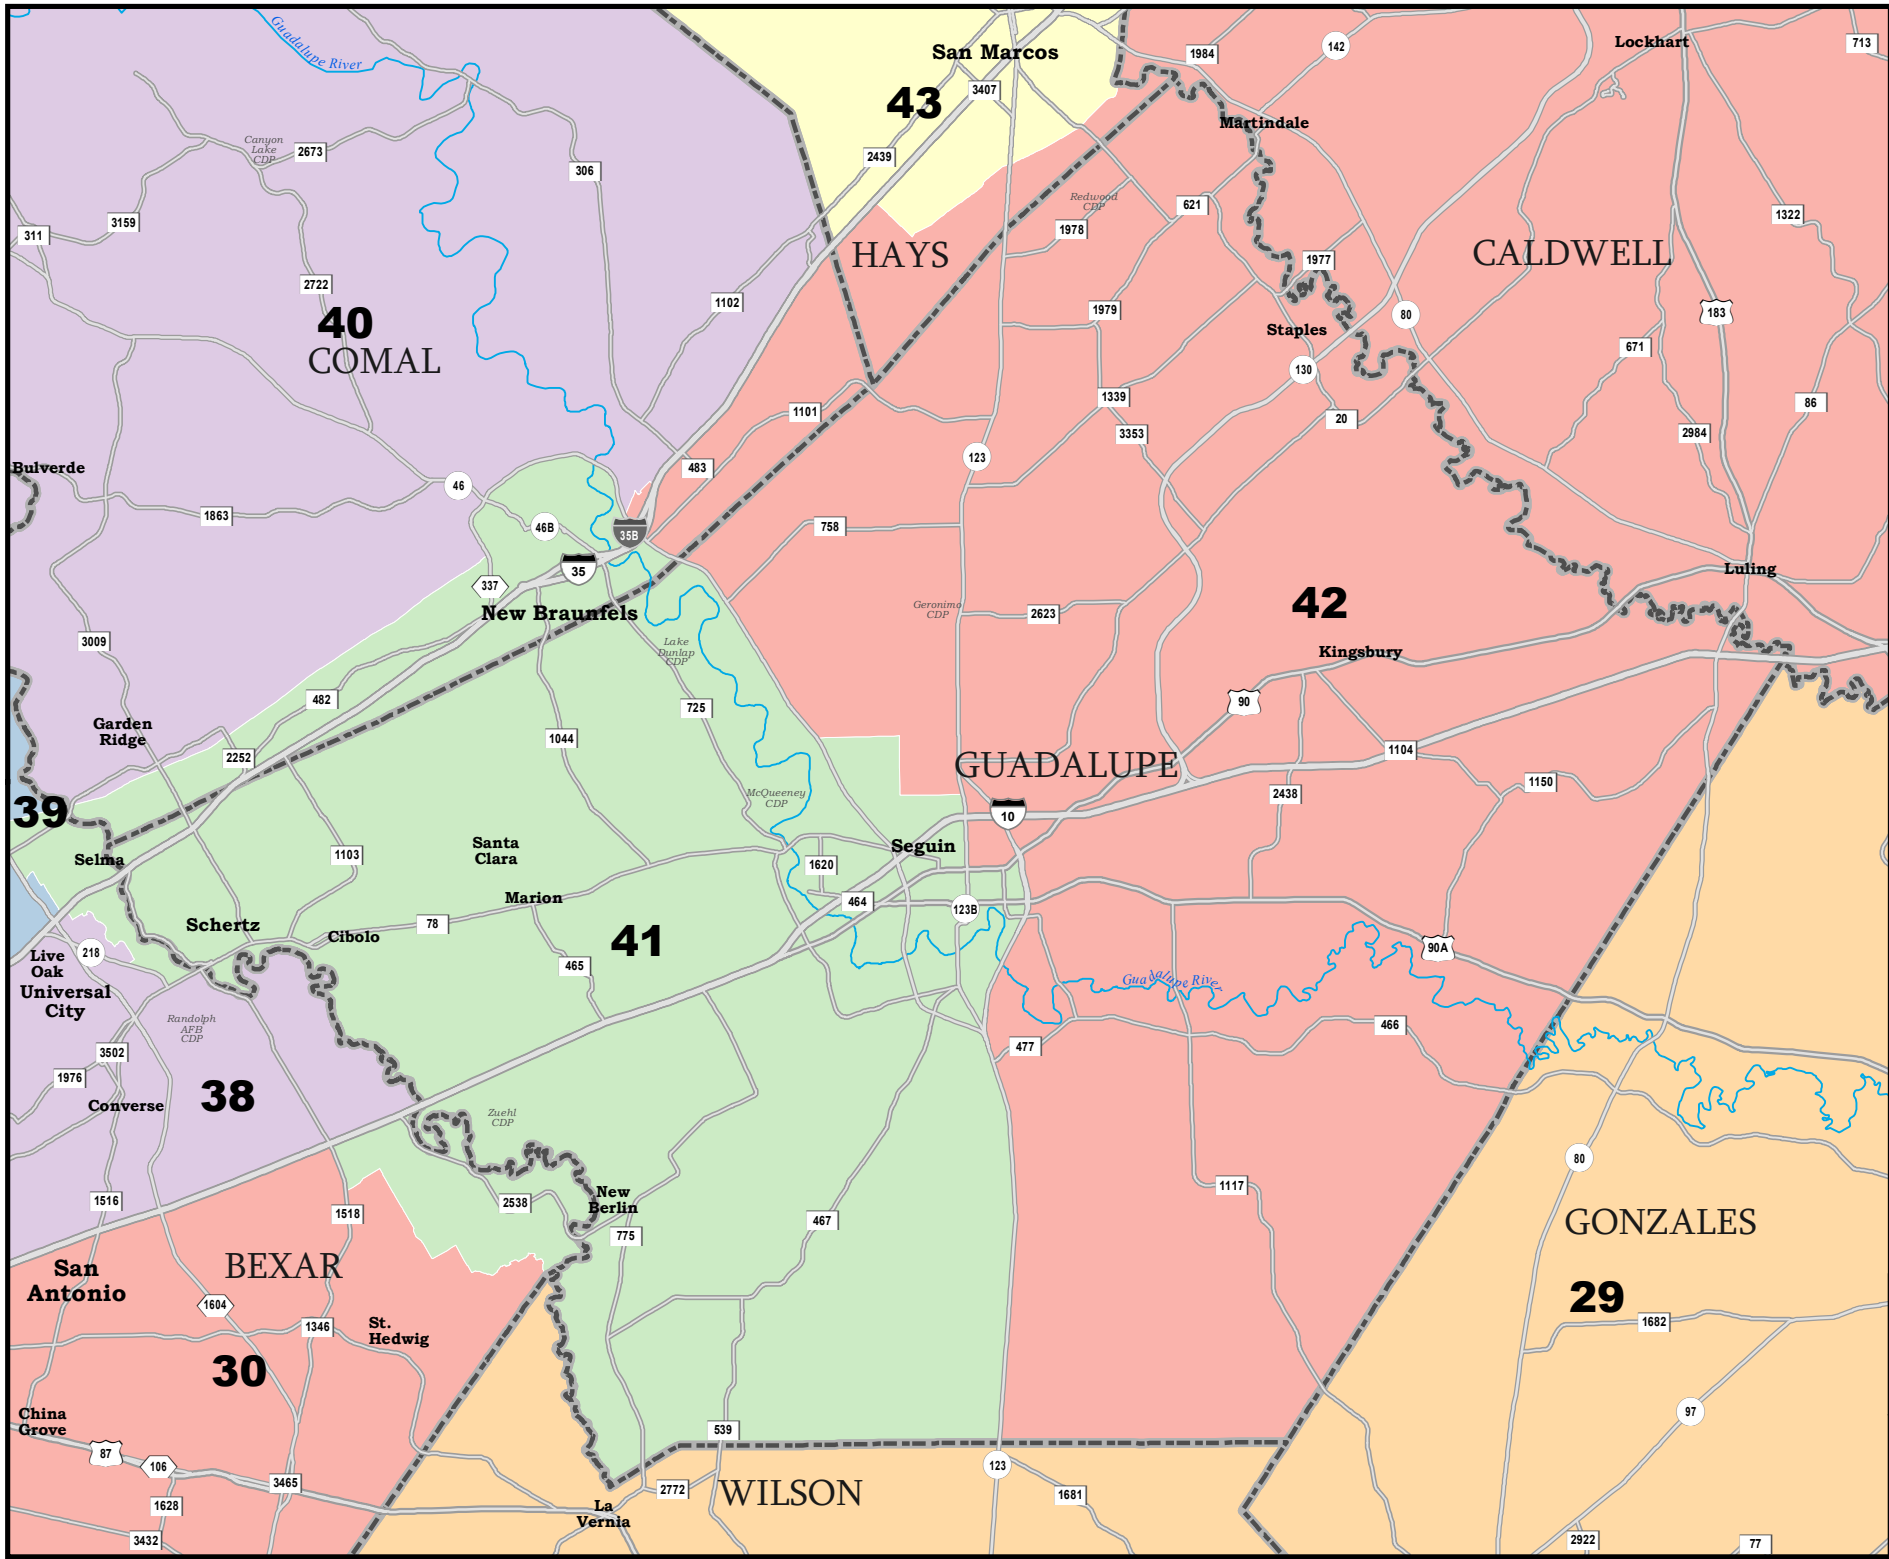 Guadalupe River
San Marcos
43
3407
1984
142
Lockhart
713
Martindale
2439
Canyon
Lake
CDP
2673
306
Redwood
CDP
621
1978
1322
3159
311
HAYS
CALDWELL
1977
2722
1102
1979
80
183
40
COMAL
Staples
671
130
1339
86
1101
20
3353
2984
123
Bulverde
483
46
1863
46B
35B
758
35
337
Luling
New Braunfels
Geronimo
CDP
2623
42
3009
Lake
Dunlap
CDP
Kingsbury
482
725
90
Garden
Ridge
1044
2252
1104
GUADALUPE
1150
39
McQueeney
CDP
2438
10
Selma
1103
Santa
Clara
Seguin
1620
Marion
464
123B
Schertz
78
Cibolo
41
90A
218
Live
Oak
465
Guadalupe River
Universal
City
Randolph
AFB
CDP
466
3502
477
1976
38
Converse
Zuehl
CDP
80
1516
1518
2538
New
Berlin
1117
467
775
GONZALES
BEXAR
San
Antonio
29
1604
1346
St.
Hedwig
1682
30
China
Grove
97
539
87
106
123
3465
2772
WILSON
1681
1628
La
Vernia
3432
2922
77